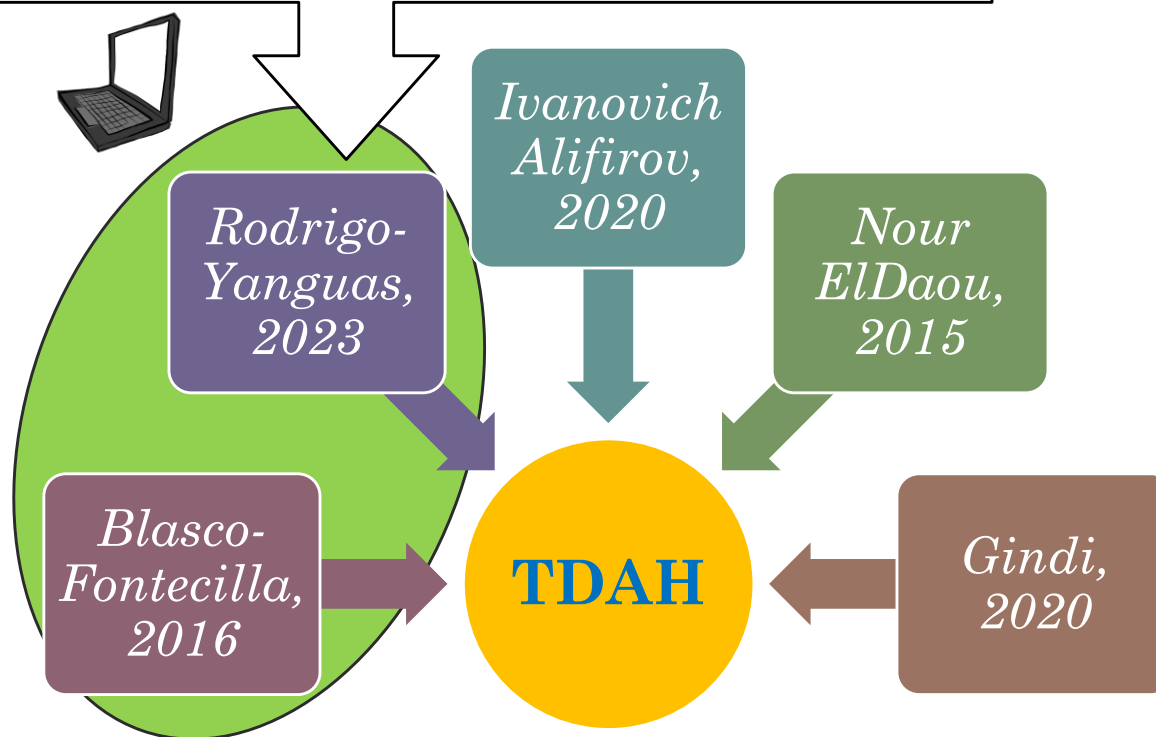 Ivanovich
Alifirov,
2020
Rodrigo-
Yanguas,
2023
Nour
ElDaou,
2015
Blasco-
Fontecilla,
2016
TDAH
Gindi,
2020